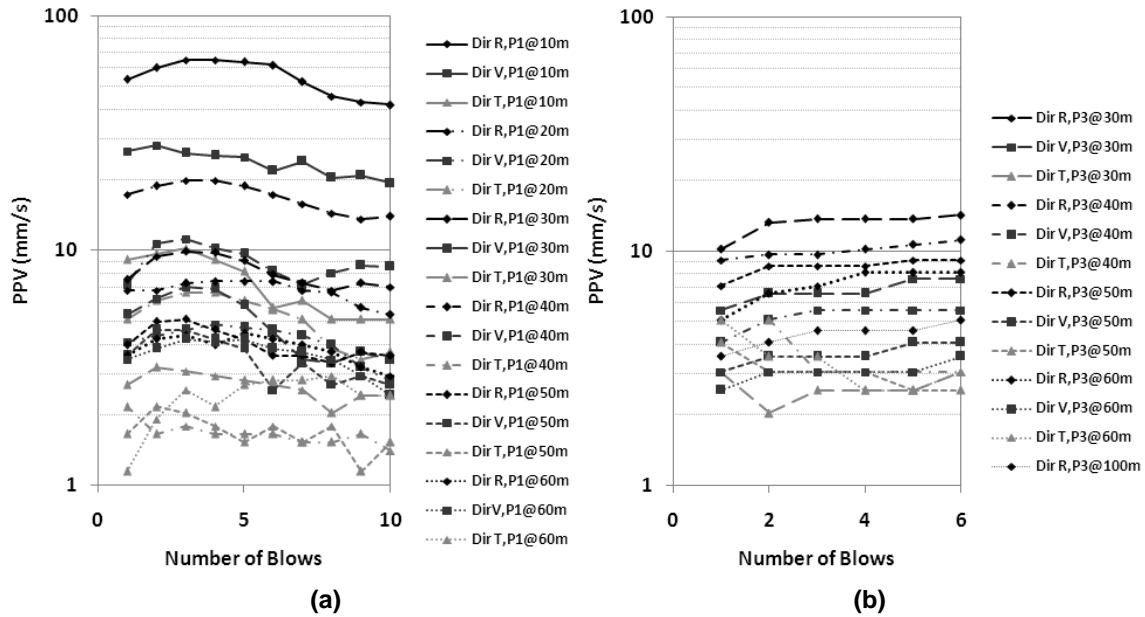 100
10
1
PPV (mm/s)
0
5
10
Number of Blows
Dir R,P1@10m
Dir V,P1@10m
Dir T,P1@10m
Dir R,P1@20m
Dir V,P1@20m
Dir T,P1@20m
Dir R,P1@30m
Dir V,P1@30m
Dir T,P1@30m
Dir R,P1@40m
Dir V,P1@40m
Dir T,P1@40m
Dir R,P1@50m
Dir V,P1@50m
Dir T,P1@50m
Dir R,P1@60m
DirV,P1@60m
Dir T,P1@60m
(a)
100
10
1
PPV (mm/s)
0
2
4
6
Number of Blows
Dir R,P3@30m
Dir V,P3@30m
Dir T,P3@30m
Dir R,P3@40m
Dir V,P3@40m
Dir T,P3@40m
Dir R,P3@50m
Dir V,P3@50m
Dir T,P3@50m
Dir R,P3@60m
Dir V,P3@60m
Dir T,P3@60m
Dir R,P3@100m
(b)